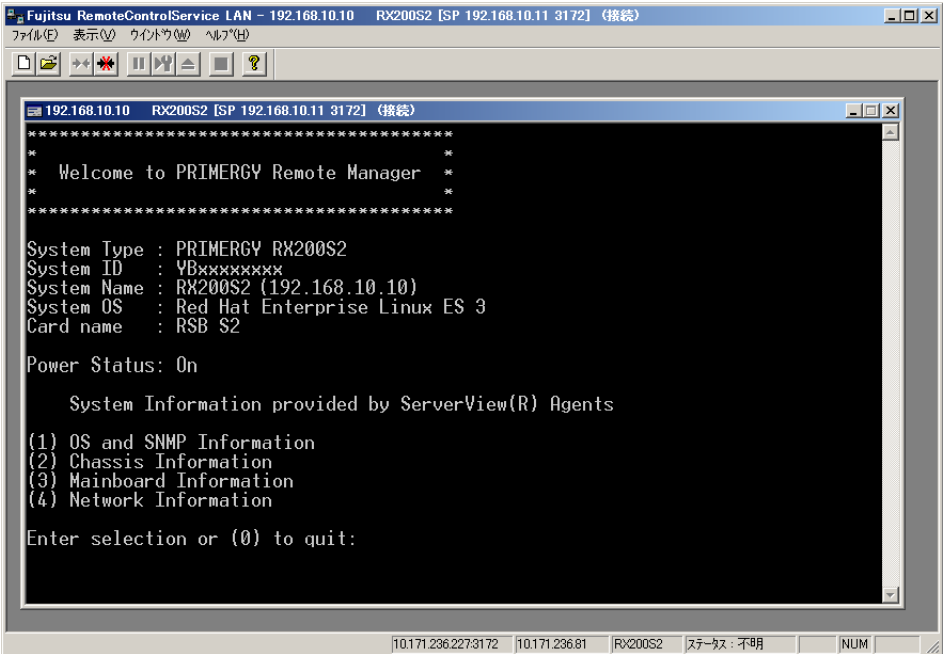 Fujitsu RemoteControlService LAN - 192.168.10.10 RX200S2 [SP 192.168.10.11 3172] (接続)
ファイル(F) 表示(V) ウインドウ(W) ヘルプ(H)
192.168.10.10 RX200S2 [SP 192.168.10.11 3172] (接続)
****************************************
* *
* Welcome to PRIMERGY Remote Manager *
* *
****************************************
System Type : PRIMERGY RX200S2
System ID : YBxxxxxxxx
System Name : RX200S2 (192.168.10.10)
System OS : Red Hat Enterprise Linux ES 3
Card name : RSB S2
Power Status: On
System Information provided by ServerView(R) Agents
(1) OS and SNMP Information
(2) Chassis Information
(3) Mainboard Information
(4) Network Information
Enter selection or (0) to quit:
10.171.236.227:3172 10.171.236.81 RX200S2 ステータス : 不明 NUM